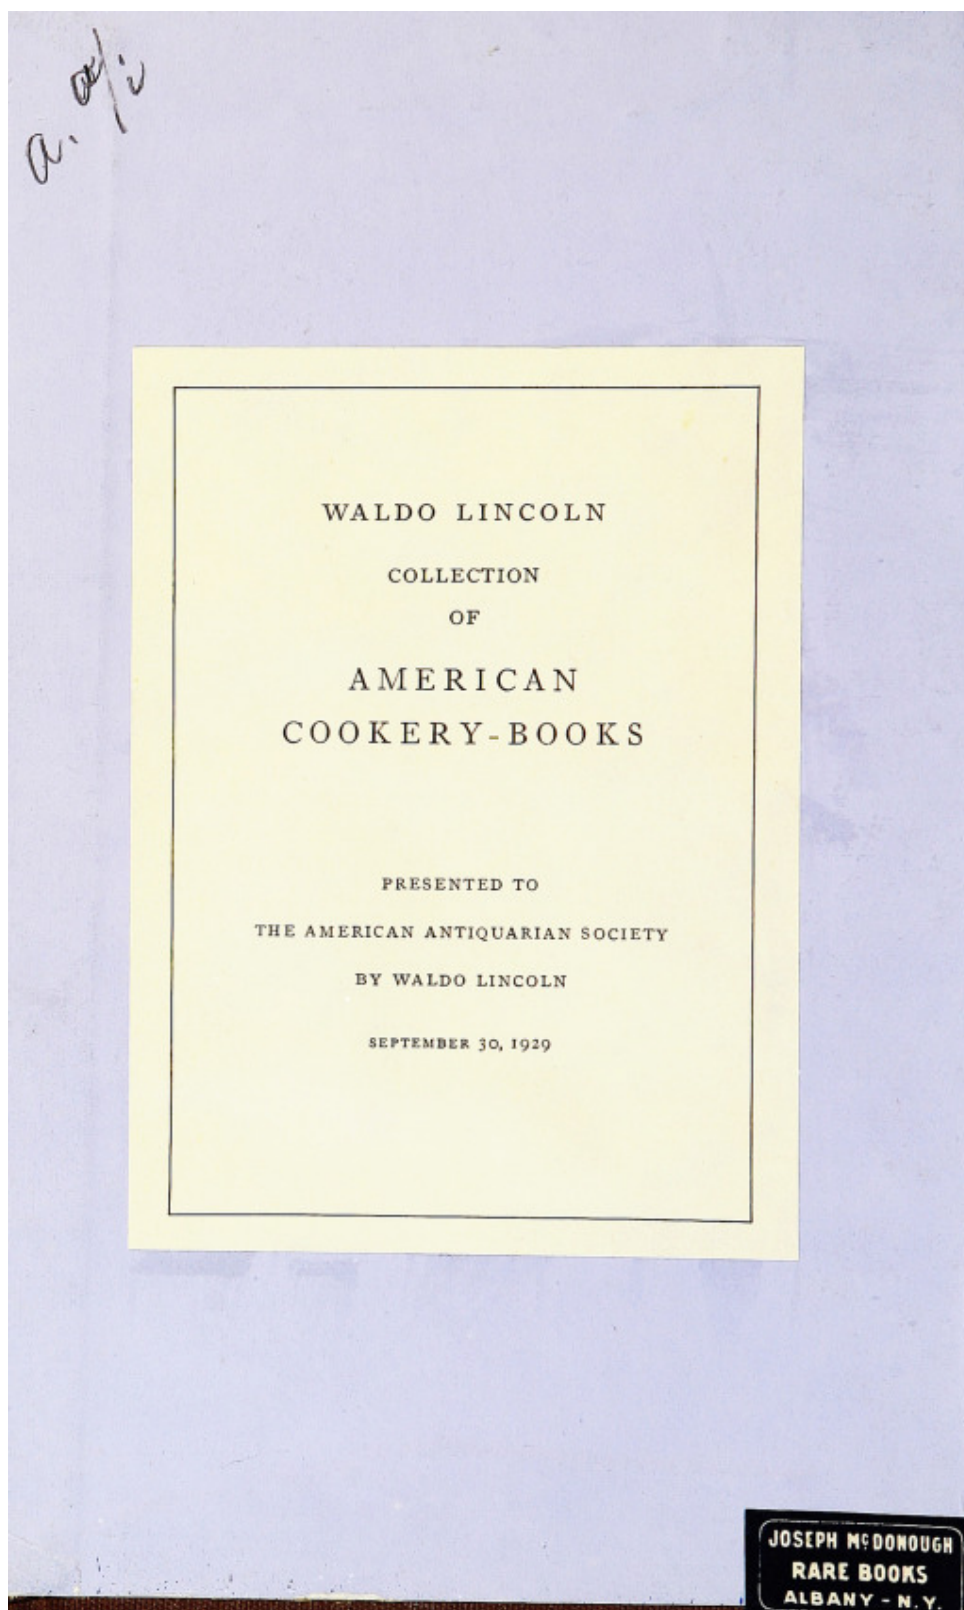 WALDO LINCOLN
COLLECTION
OF
AMERICAN
COOKERY-BOOKS
PRESENTED TO
THE AMERICAN ANTIQUARIAN SOCIETY
BY WALDO LINCOLN
SEPTEMBER 30, 1929
JOSEPH McDONOUGH
RARE BOOKS
ALBANY - N.Y.